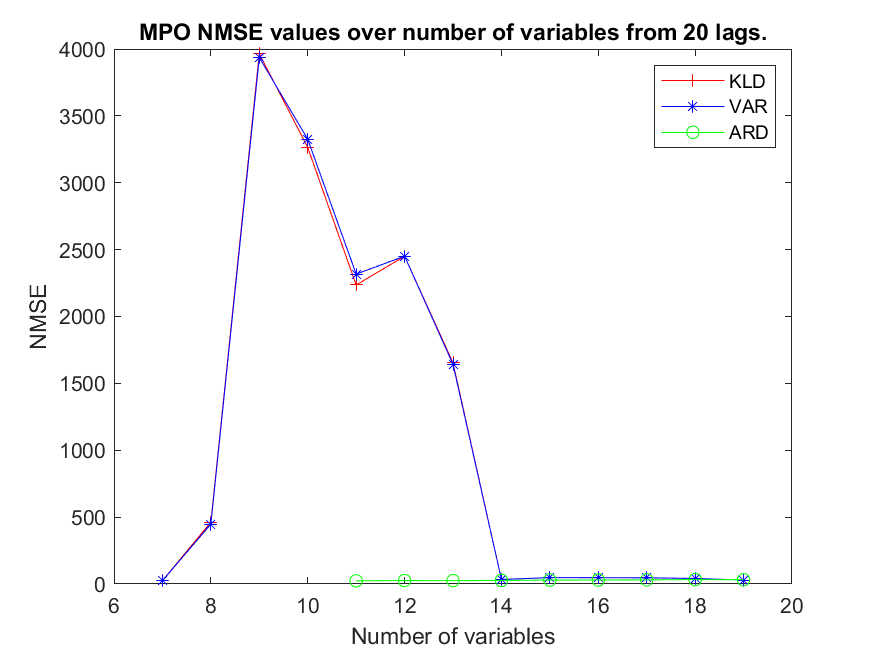 MPO NMSE values over number of variables from 20 lags.
KLD
VAR
ARD
4000
3500
3000
2500
2000
1500
1000
500
0
NMSE
6 8 10 12 14 16 18 20
Number of variables